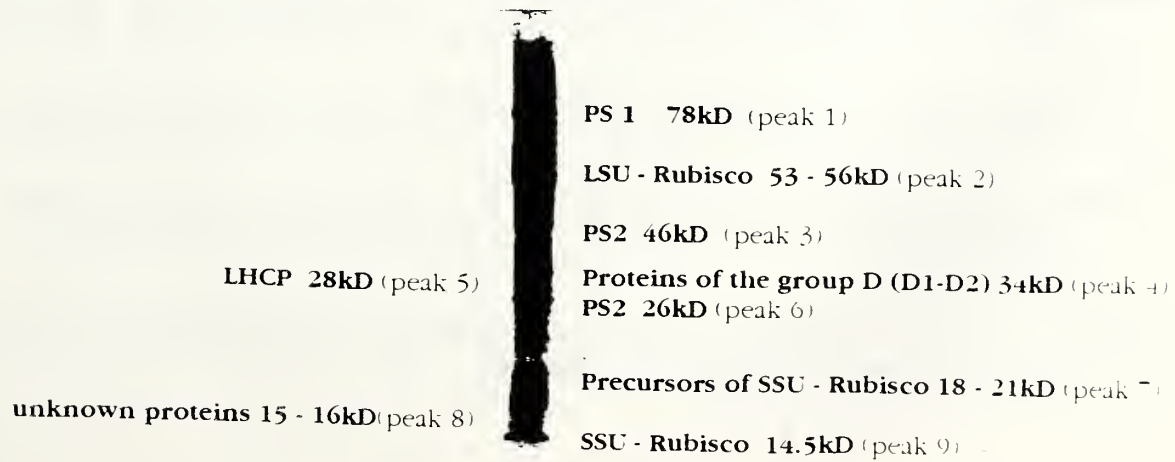 PS 1 78kD (peak 1)
LSU - Rubisco 53 - 56kD (peak 2)
PS2 46kD (peak 3)
LHCP 28kD (peak 5)
Proteins of the group D (D1-D2) 34kD (peak 4)
PS2 26kD (peak 6)
Precursors of SSU - Rubisco 18 - 21kD (peak
unknown proteins 15 - 16kD(peak 8)
SSU - Rubisco 14.5kD (peak 9)